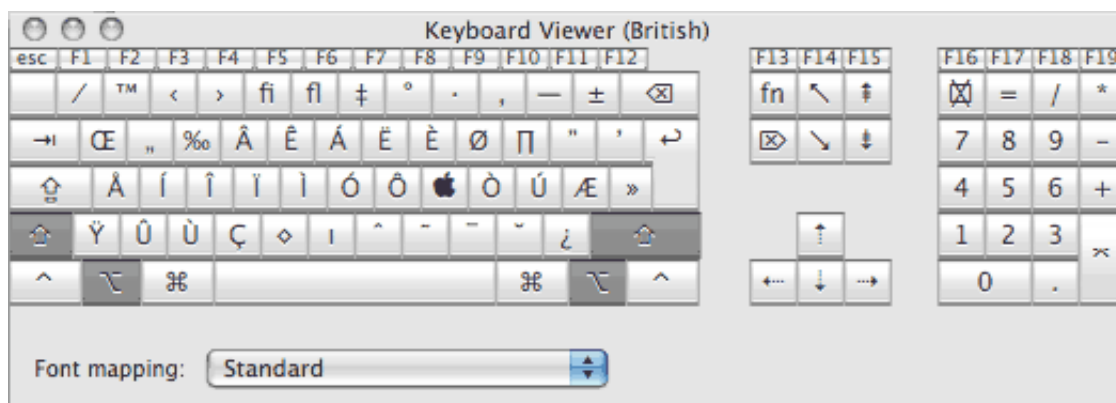 Keyboard Viewer (British)
esc F1 F2 F3 F4 F5 F6 F7 F8 F9 F10 F11 F12 F13 F14 F15 F16 F17 F18 F19
⁄ ™ ‹ › ﬁ ﬂ ‡ ° · ‚ — ± ⌫ fn ↖ ⇞ = / *
⇥ Œ „ ‰ Â Ê Á Ë È Ø ∏ ” ’ ↩ ⌦ ↘ ⇟ 7 8 9 -
Å Í Î Ï Ì Ó Ô  Ò Ú Æ » 4 5 6 +
⇧ Ÿ Û Ù Ç ◊ ı ˆ ˜ ¯ ˘ ¿ ⇧ ⇡ 1 2 3 ⌤
⌃ ⌥ ⌘ ⌘ ⌥ ⌃ ⇠ ⇣ ⇢ 0 .
Font mapping: Standard